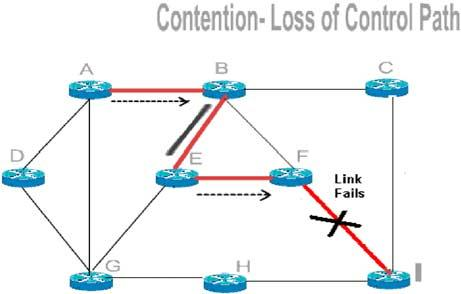 Contention- Loss of Control Path
A
B
C
D
E
F
Link
Fails
G
H
I